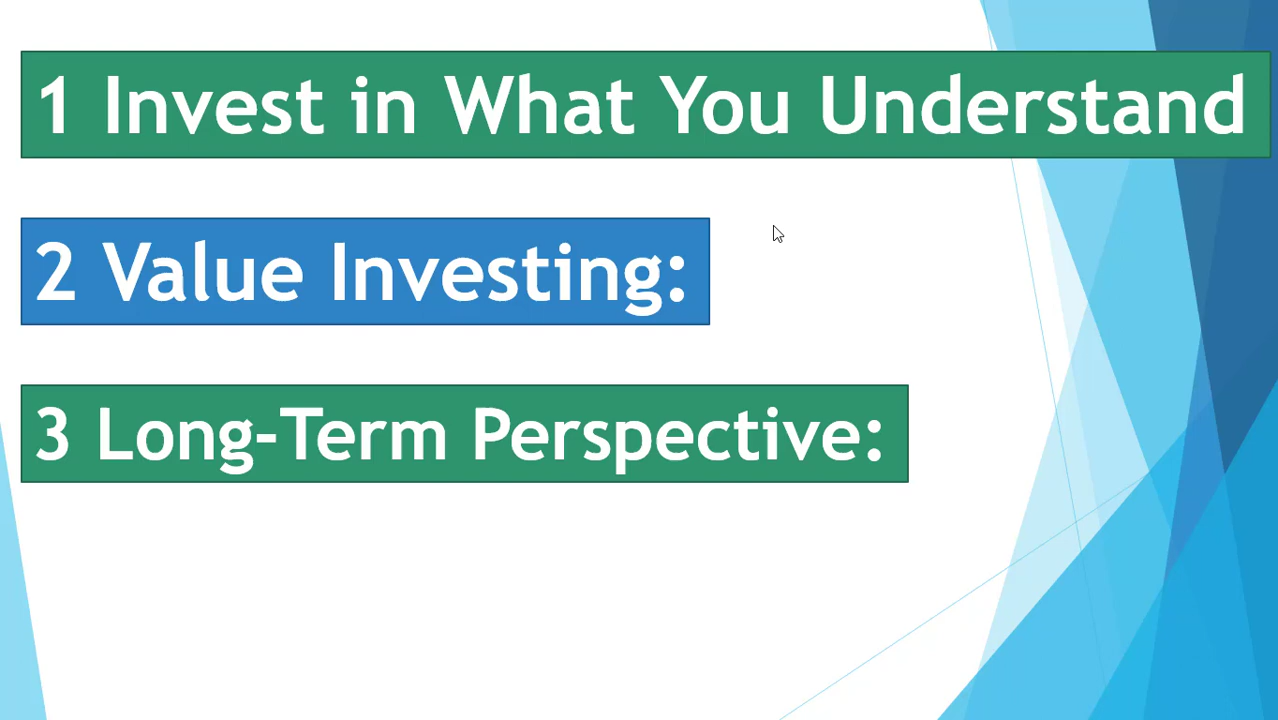 1 Invest in What You Understand
2 Value Investing:
3 Long-Term Perspective: